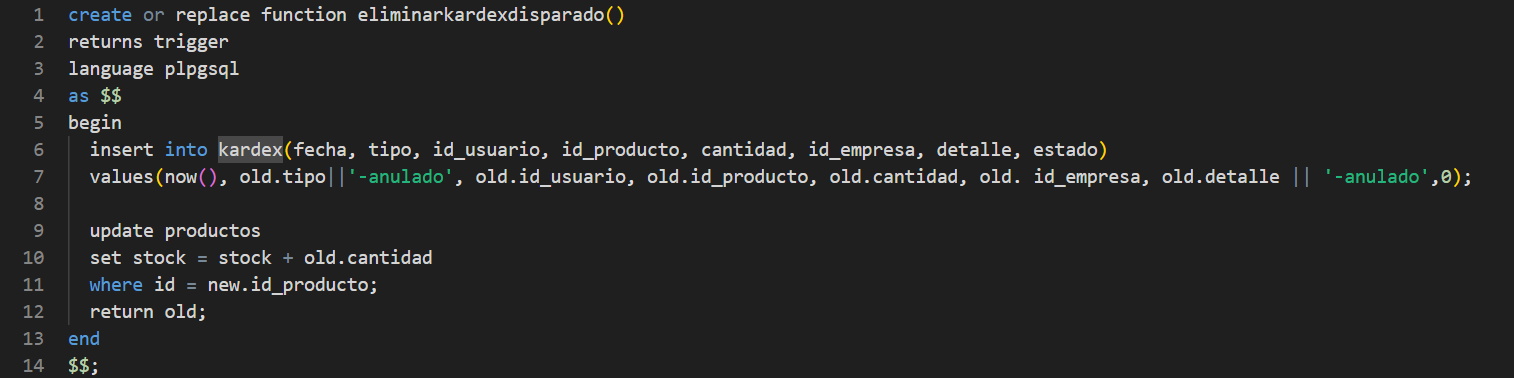 1 create or replace function eliminarkardexdisparado()
2 returns trigger
3 language plpgsql
4 as $$
5 begin
6 insert into kardex(fecha, tipo, id_usuario, id_producto, cantidad, id_empresa, detalle, estado)
7 values(now(), old.tipo||'-anulado', old.id_usuario, old.id_producto, old.cantidad, old. id_empresa, old.detalle || '-anulado',0);
8
9 update productos
10 set stock = stock + old.cantidad
11 where id = new.id_producto;
12 return old;
13 end
14 $$;